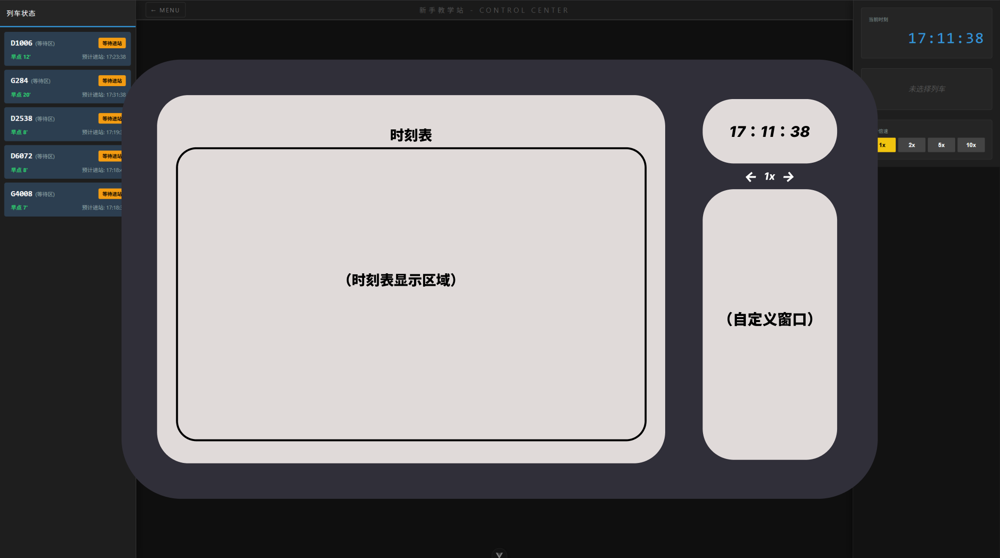 列车状态
← MENU
新手教学站 - CONTROL CENTER
D1006 (等待区) 等待进站
早点 12' 预计进站: 17:23:38
G284 (等待区) 等待进站
早点 20' 预计进站: 17:31:38
D2538 (等待区) 等待进站
早点 8' 预计进站: 17:19:
D6072 (等待区) 等待进站
早点 8' 预计进站: 17:18:
G4008 (等待区) 等待进站
早点 7' 预计进站: 17:18:
时刻表
(时刻表显示区域)
17:11:38
← 1x →
(自定义窗口)
当前时刻
17:11:38
未选择列车
倍速
1x 2x 5x 10x